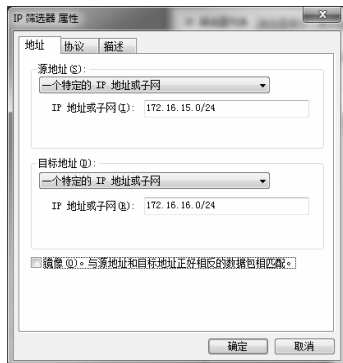 IP 筛选器 属性
地址 协议 描述
源地址(S):
一个特定的 IP 地址或子网
IP 地址或子网(I): 172.16.15.0/24
目标地址(D):
一个特定的 IP 地址或子网
IP 地址或子网(R): 172.16.16.0/24
镜像(O)。与源地址和目标地址正好相反的数据包相匹配。
确定 取消